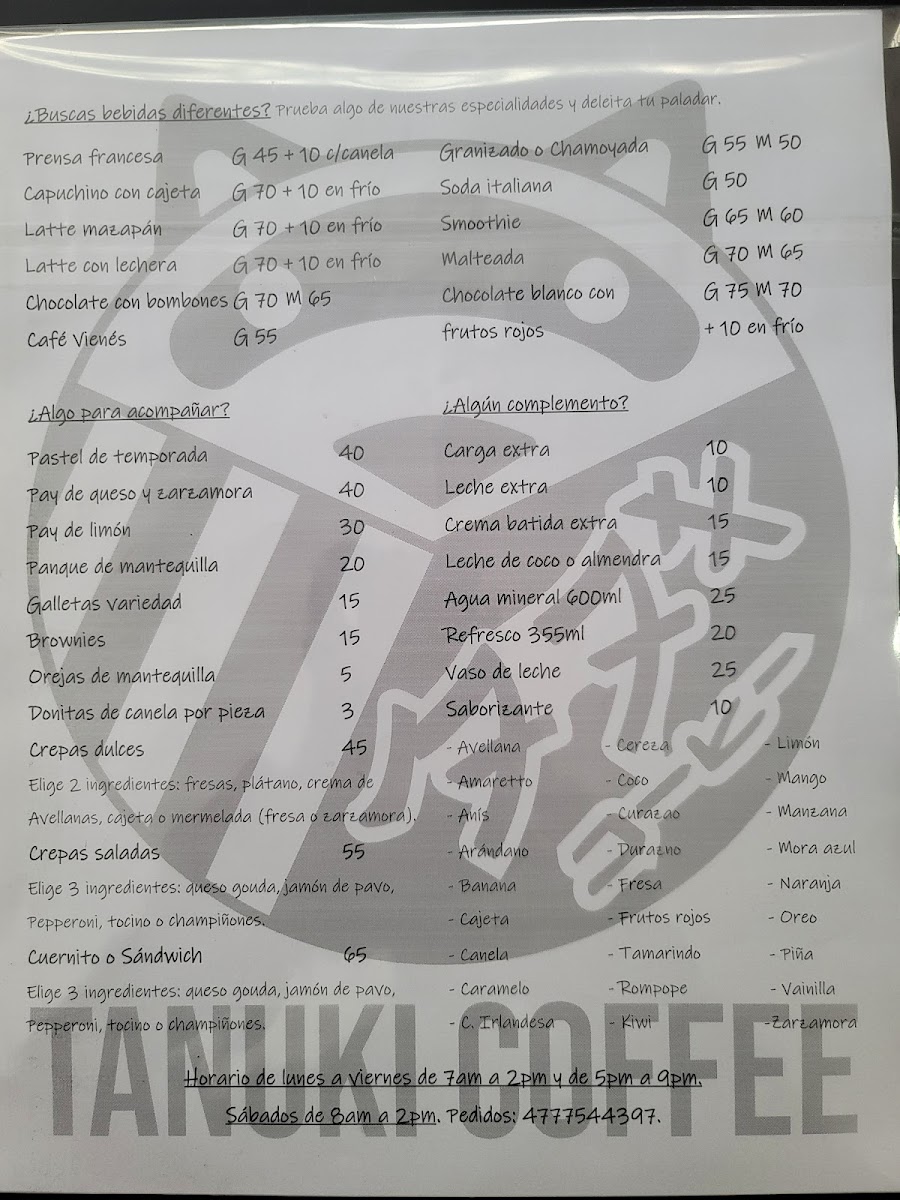 ¿Buscas bebidas diferentes? Prueba algo de nuestras especialidades y deleita tu paladar.
Prensa francesa G 45 + 10 c/canela
Capuchino con cajeta G 70 + 10 en frío
Latte mazapán G 70 + 10 en frío
Latte con lechera G 70 + 10 en frío
Chocolate con bombones G 70 M 65
Café Vienés G 55
Granizado o Chamoyada G 55 M 50
Soda italiana G 50
Smoothie G 65 M 60
Malteada G 70 M 65
Chocolate blanco con G 75 M 70
frutos rojos + 10 en frío
¿Algo para acompañar?
Pastel de temporada 40
Pay de queso y zarzamora 40
Pay de limón 30
Panque de mantequilla 20
Galletas variedad 15
Brownies 15
Orejas de mantequilla 5
Donitas de canela por pieza 3
Crepas dulces 45
Elige 2 ingredientes: fresas, plátano, crema de
Avellanas, cajeta o mermelada (fresa o zarzamora).
Crepas saladas 55
Elige 3 ingredientes: queso gouda, jamón de pavo,
Pepperoni, tocino o champiñones.
Cuernito o Sándwich 65
Elige 3 ingredientes: queso gouda, jamón de pavo,
Pepperoni, tocino o champiñones.
¿Algún complemento?
Carga extra 10
Leche extra 10
Crema batida extra 15
Leche de coco o almendra 15
Agua mineral 600ml 25
Refresco 355ml 20
Vaso de leche 25
Saborizante 10
- Avellana - Cereza - Limón
- Amaretto - Coco - Mango
- Anís - Curazao - Manzana
- Arándano - Durazno - Mora azul
- Banana - Fresa - Naranja
- Cajeta - Frutos rojos - Oreo
- Canela - Tamarindo - Piña
- Caramelo - Rompope - Vainilla
- C. Irlandesa - Kiwi -Zarzamora
TANUKI COFFEE
Horario de lunes a viernes de 7am a 2pm y de 5pm a 9pm.
Sábados de 8am a 2pm. Pedidos: 4777544397.